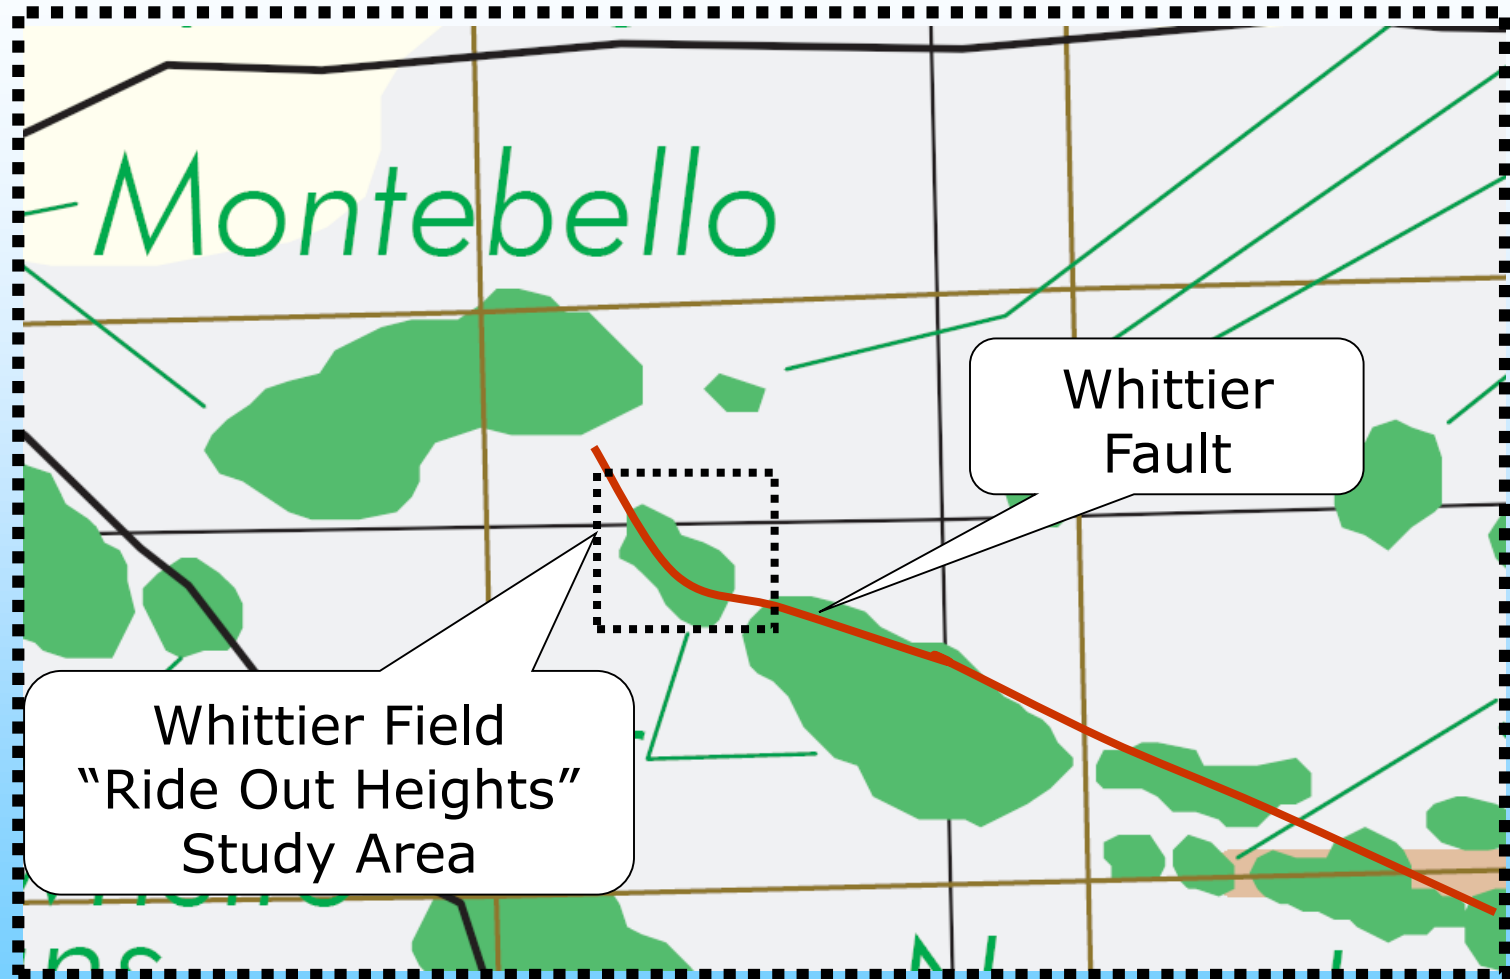 Montebello
Whittier
Fault
Whittier Field
“Ride Out Heights”
Study Area